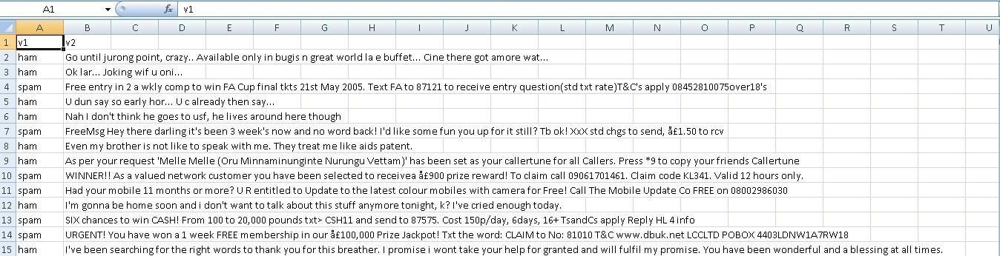 A1 fx v1
A B C D E F G H I J K L M N O P Q R S T U
1 v1 v2
2 ham Go until jurong point, crazy.. Available only in bugis n great world la e buffet... Cine there got amore wat...
3 ham Ok lar... Joking wif u oni...
4 spam Free entry in 2 a wkly comp to win FA Cup final tkts 21st May 2005. Text FA to 87121 to receive entry question(std txt rate)T&C's apply 08452810075over18's
5 ham U dun say so early hor... U c already then say...
6 ham Nah I don't think he goes to usf, he lives around here though
7 spam FreeMsg Hey there darling it's been 3 week's now and no word back! I'd like some fun you up for it still? Tb ok! XxX std chgs to send, å£1.50 to rcv
8 ham Even my brother is not like to speak with me. They treat me like aids patent.
9 ham As per your request 'Melle Melle (Oru Minnaminunginte Nurungu Vettam)' has been set as your callertune for all Callers. Press *9 to copy your friends Callertune
10 spam WINNER!! As a valued network customer you have been selected to receivea å£900 prize reward! To claim call 09061701461. Claim code KL341. Valid 12 hours only.
11 spam Had your mobile 11 months or more? U R entitled to Update to the latest colour mobiles with camera for Free! Call The Mobile Update Co FREE on 08002986030
12 ham I'm gonna be home soon and i don't want to talk about this stuff anymore tonight, k? I've cried enough today.
13 spam SIX chances to win CASH! From 100 to 20,000 pounds txt> CSH11 and send to 87575. Cost 150p/day, 6days, 16+ TsandCs apply Reply HL 4 info
14 spam URGENT! You have won a 1 week FREE membership in our å£100,000 Prize Jackpot! Txt the word: CLAIM to No: 81010 T&C www.dbuk.net LCCLTD POBOX 4403LDNW1A7RW18
15 ham I've been searching for the right words to thank you for this breather. I promise i wont take your help for granted and will fulfil my promise. You have been wonderful and a blessing at all times.